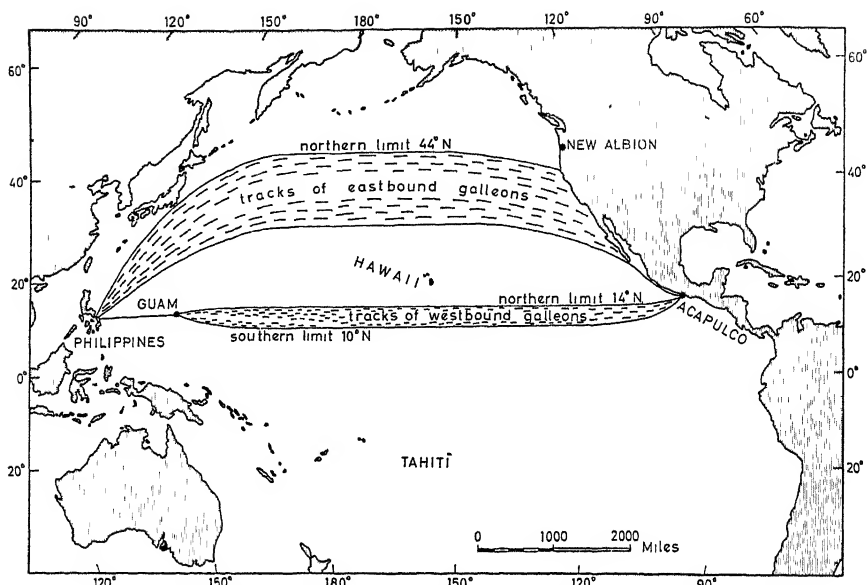 90° 120° 150° 180° 150° 120° 90° 60°
60° 60°
northern limit 44°N
NEW ALBION
40° 40°
tracks of eastbound galleons
HAWAII
20° 20°
GUAM
northern limit 14°N
tracks of westbound galleons
ACAPULCO
southern limit 10°N
PHILIPPINES
0° 0°
TAHITI
20° 20°
0 1000 2000
Miles
120° 150° 180° 150° 120° 90°